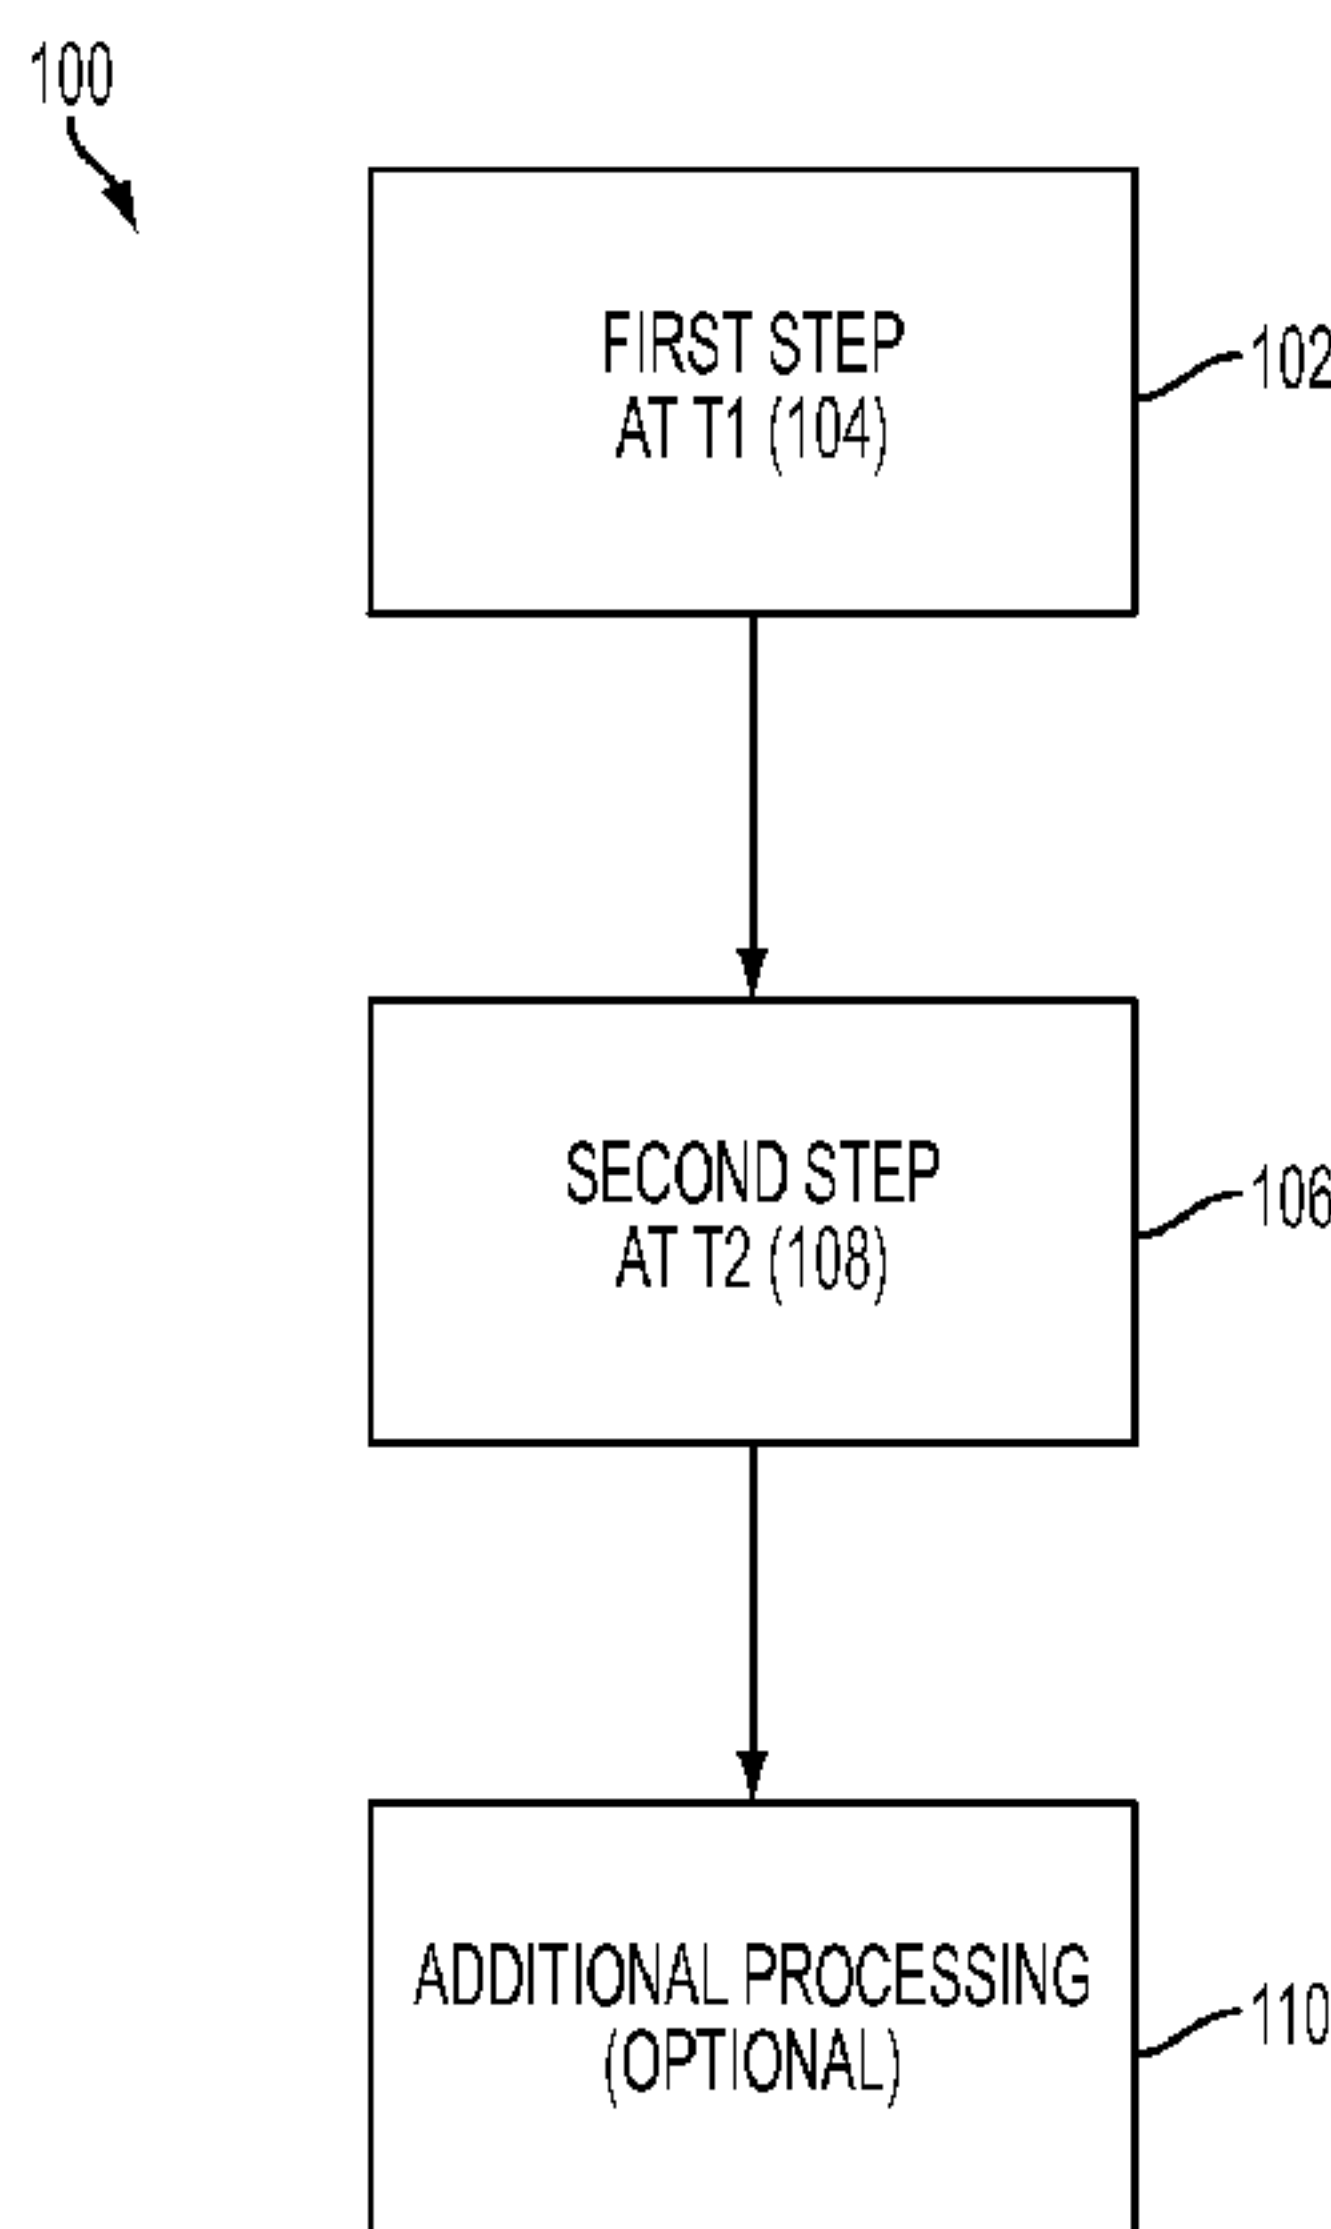 100
FIRST STEP
AT T1 (104)
102
SECOND STEP
AT T2 (108)
106
ADDITIONAL PROCESSING
(OPTIONAL)
110